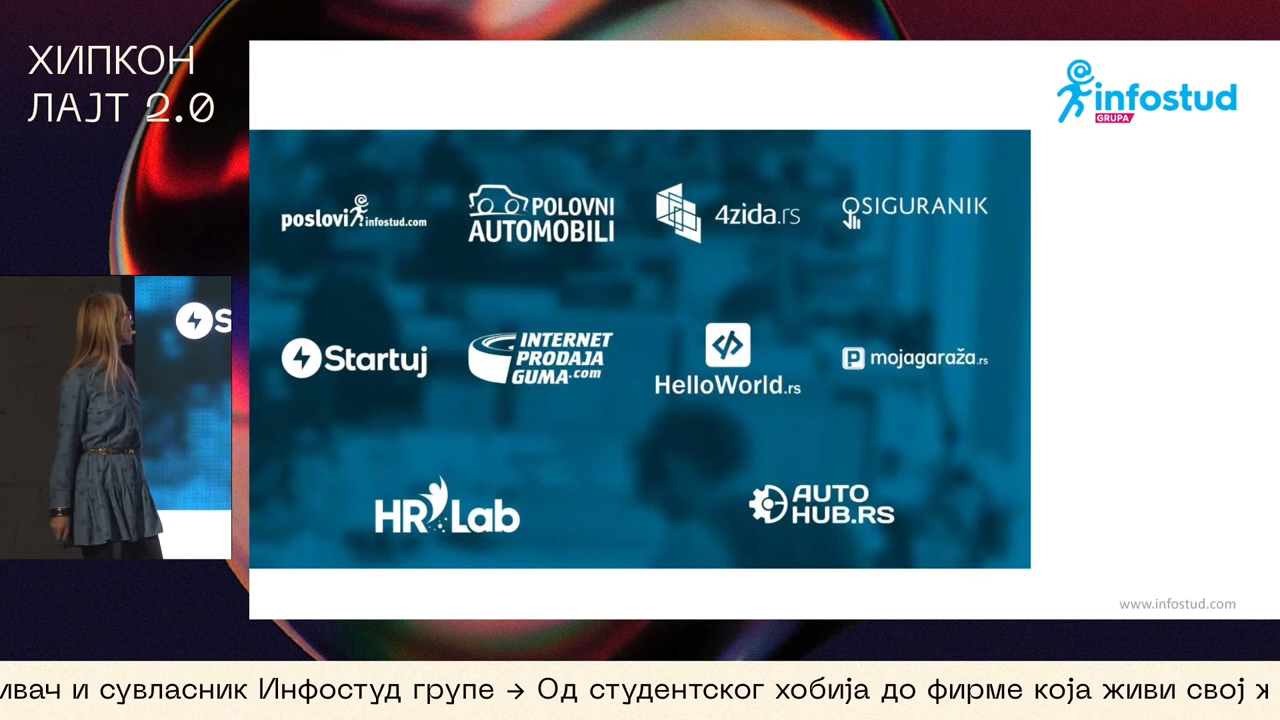 ХИПКОН
ЛАЈТ 2.0
infostud
GRUPA
poslovi infostud.com
POLOVNI
AUTOMOBILI
4zida.rs
OSIGURANIK
Startuj
INTERNET
PRODAJA
GUMA.com
HelloWorld.rs
P mojagaraža.rs
HR Lab
AUTO
HUB.RS
www.infostud.com
ивач и сувласник Инфостуд групе → Од студентског хобија до фирме која живи свој